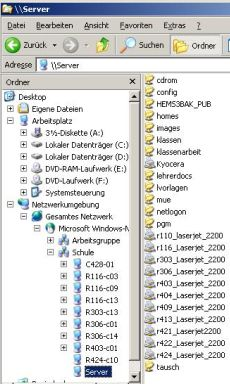 \\Server
Datei Bearbeiten Ansicht Favoriten Extras ?
Zurück Suchen Ordner
Adresse \\Server
Ordner
Desktop
Eigene Dateien
Arbeitsplatz
3½-Diskette (A:)
Lokaler Datenträger (C:)
Lokaler Datenträger (D:)
DVD-RAM-Laufwerk (E:)
DVD-Laufwerk (F:)
Systemsteuerung
Netzwerkumgebung
Gesamtes Netzwerk
Microsoft Windows-N
Arbeitsgruppe
Schule
C428-01
R116-c03
R116-c09
R116-c13
R303-c13
R306-c01
R306-c14
R403-c01
R424-c10
Server
cdrom
config
HEMS3BAK_PUB
homes
images
klassen
klassenarbeit
Kyocera
lehrerdocs
lvorlagen
mue
netlogon
pgm
r110_laserjet_2200
r116_Laserjet_2200
r303_Laserjet_2200
r306_Laserjet_2200
r403_Laserjet_2200
r404_Laserjet_2200
r409_Laserjet_2200
r413_Laserjet_2200
r421_Laserjet2200
r422_Laserjet_2200
r424_Laserjet_2200
tausch